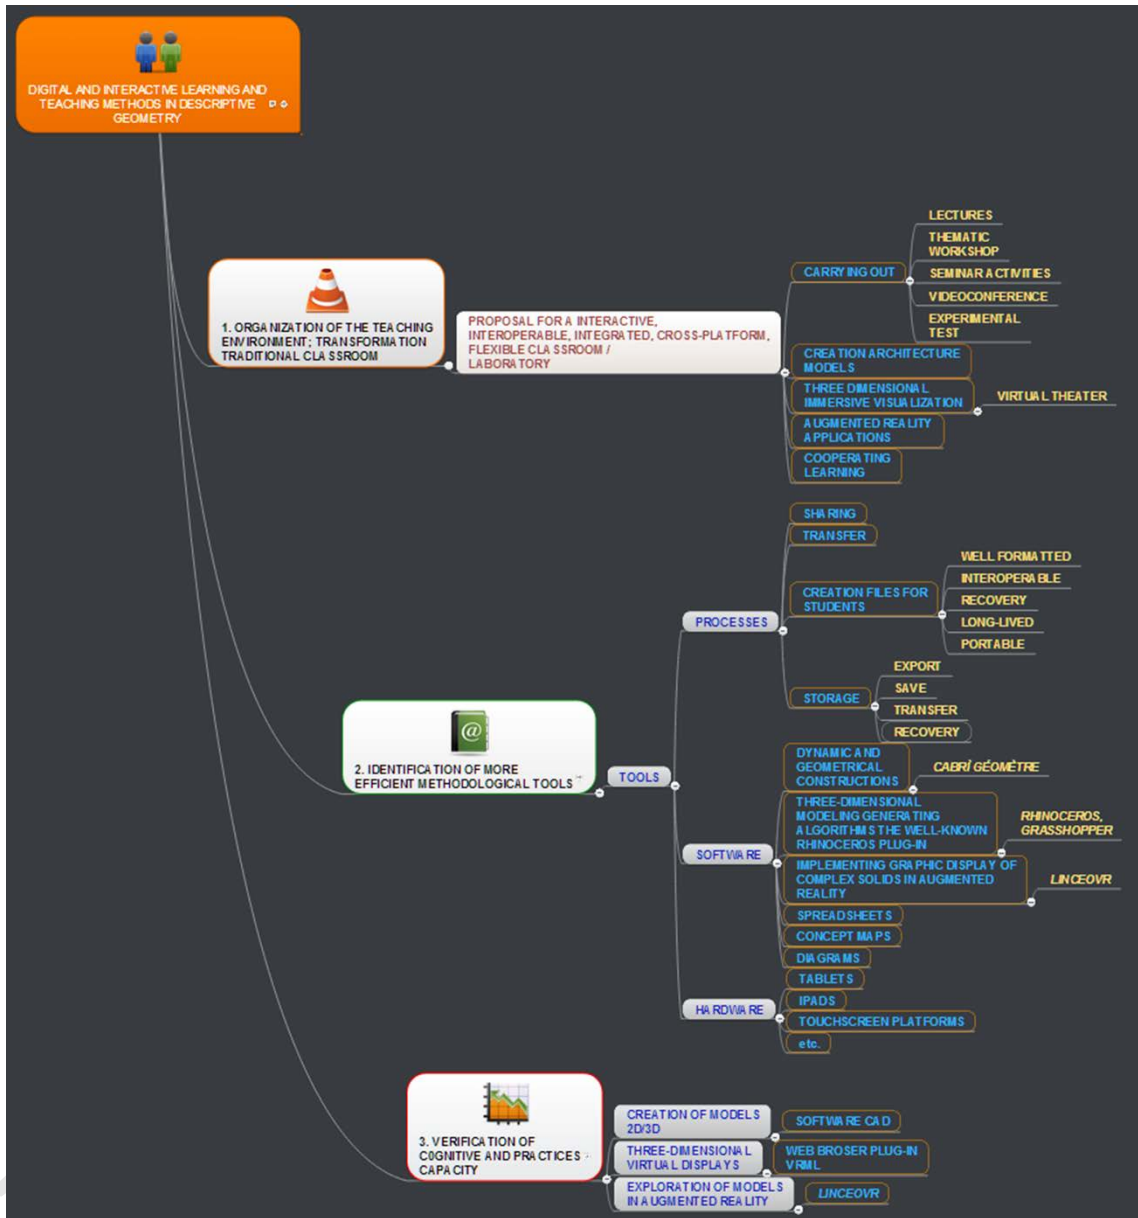 DIGITAL AND INTERACTIVE LEARNING AND
TEACHING METHODS IN DESCRIPTIVE
GEOMETRY
1. ORGANIZATION OF THE TEACHING
ENVIRONMENT; TRANSFORMATION
TRADITIONAL CLASSROOM
PROPOSAL FOR A INTERACTIVE,
INTEROPERABLE, INTEGRATED, CROSS-PLATFORM,
FLEXIBLE CLASSROOM /
LABORATORY
CARRYING OUT
LECTURES
THEMATIC
WORKSHOP
SEMINAR ACTIVITIES
VIDEOCONFERENCE
EXPERIMENTAL
TEST
CREATION ARCHITECTURE
MODELS
THREE DIMENSIONAL
IMMERSIVE VISUALIZATION
VIRTUAL THEATER
AUGMENTED REALITY
APPLICATIONS
COOPERATING
LEARNING
2. IDENTIFICATION OF MORE
EFFICIENT METHODOLOGICAL TOOLS
TOOLS
PROCESSES
SHARING
TRANSFER
CREATION FILES FOR
STUDENTS
WELL FORMATTED
INTEROPERABLE
RECOVERY
LONG-LIVED
PORTABLE
STORAGE
EXPORT
SAVE
TRANSFER
RECOVERY
SOFTWARE
DYNAMIC AND
GEOMETRICAL
CONSTRUCTIONS
CABRÌ GÉOMÈTRE
THREE-DIMENSIONAL
MODELING GENERATING
ALGORITHMS THE WELL-KNOWN
RHINOCEROS PLUG-IN
RHINOCEROS,
GRASSHOPPER
IMPLEMENTING GRAPHIC DISPLAY OF
COMPLEX SOLIDS IN AUGMENTED
REALITY
LINCEOVR
SPREADSHEETS
CONCEPT MAPS
DIAGRAMS
HARDWARE
TABLETS
IPADS
TOUCHSCREEN PLATFORMS
etc.
3. VERIFICATION OF
COGNITIVE AND PRACTICES
CAPACITY
CREATION OF MODELS
2D/3D
SOFTWARE CAD
THREE-DIMENSIONAL
VIRTUAL DISPLAYS
WEB BROSER PLUG-IN
VRML
EXPLORATION OF MODELS
IN AUGMENTED REALITY
LINCEOVR